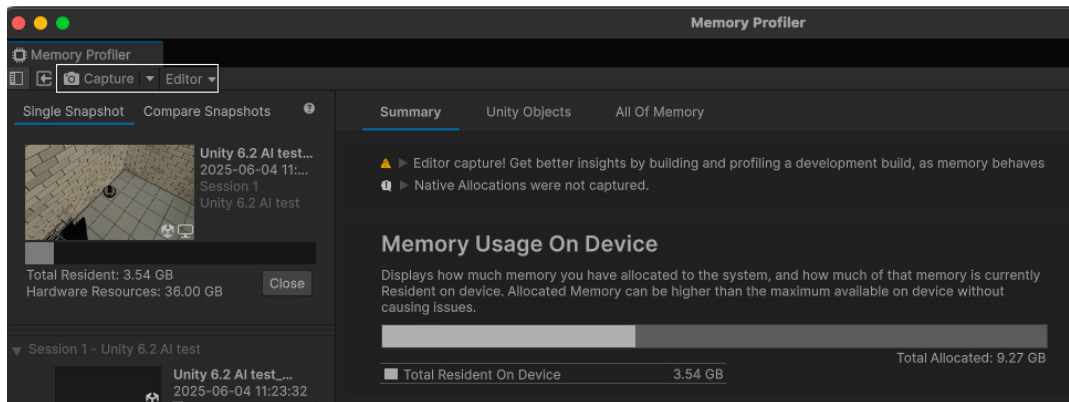 Memory Profiler
Memory Profiler
Capture Editor
Single Snapshot Compare Snapshots ?
Unity 6.2 AI test...
2025-06-04 11:...
Session 1
Unity 6.2 AI test
Total Resident: 3.54 GB
Hardware Resources: 36.00 GB
Close
Session 1 - Unity 6.2 AI test
Unity 6.2 AI test_...
2025-06-04 11:23:32
Summary Unity Objects All Of Memory
Editor capture! Get better insights by building and profiling a development build, as memory behaves
Native Allocations were not captured.
Memory Usage On Device
Displays how much memory you have allocated to the system, and how much of that memory is currently
Resident on device. Allocated Memory can be higher than the maximum available on device without
causing issues.
Total Allocated: 9.27 GB
Total Resident On Device 3.54 GB